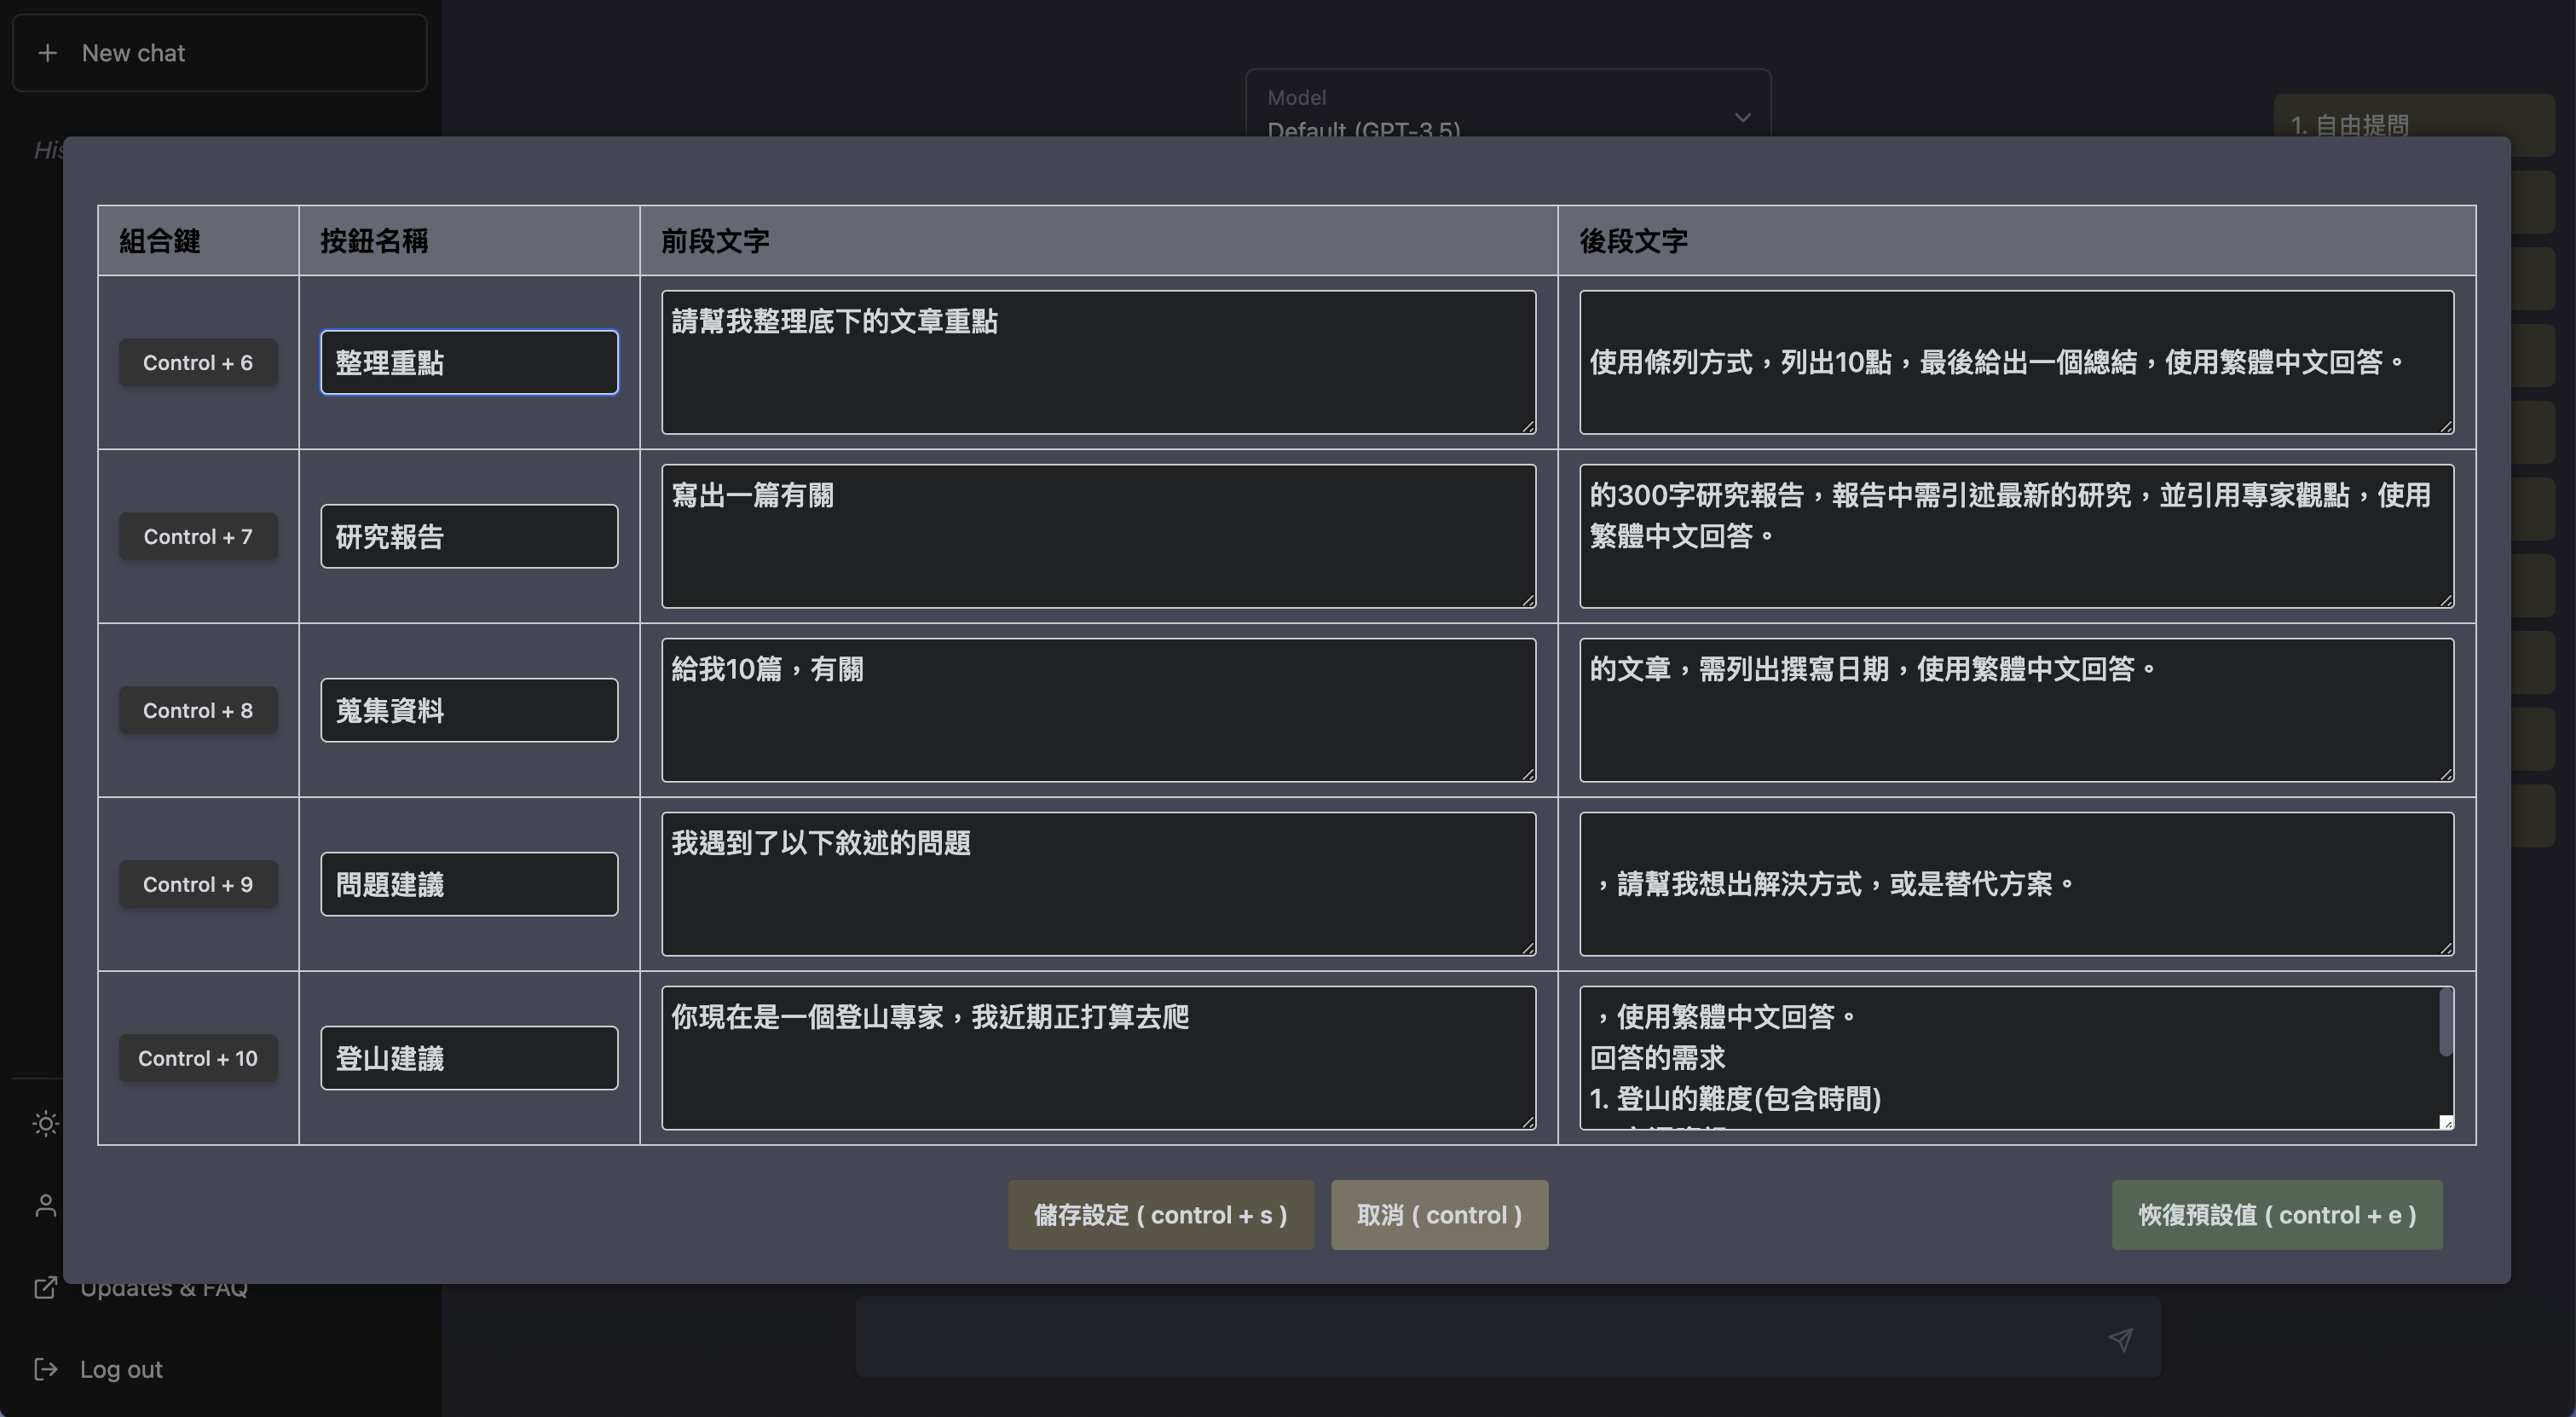 New chat
Model
Default (GPT-3.5)
1. 自由提問
組合鍵
按鈕名稱
前段文字
後段文字
Control + 6
整理重點
請幫我整理底下的文章重點
使用條列方式，列出10點，最後給出一個總結，使用繁體中文回答。
Control + 7
研究報告
寫出一篇有關
的300字研究報告，報告中需引述最新的研究，並引用專家觀點，使用
繁體中文回答。
Control + 8
蒐集資料
給我10篇，有關
的文章，需列出撰寫日期，使用繁體中文回答。
Control + 9
問題建議
我遇到了以下敘述的問題
，請幫我想出解決方式，或是替代方案。
Control + 10
登山建議
你現在是一個登山專家，我近期正打算去爬
，使用繁體中文回答。
回答的需求
1. 登山的難度(包含時間)
儲存設定 ( control + s )
取消 ( control )
恢復預設值 ( control + e )
Updates & FAQ
Log out